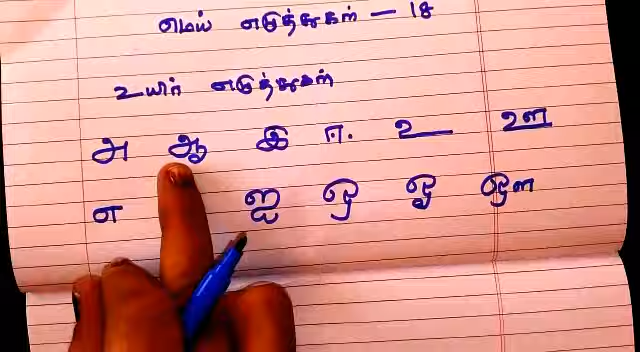 மெய் எழுத்துகள் - 18
உயிர் எழுத்துகள்
அ ஆ இ ஈ உ ஊ
எ ஐ ஒ ஓ ஔ